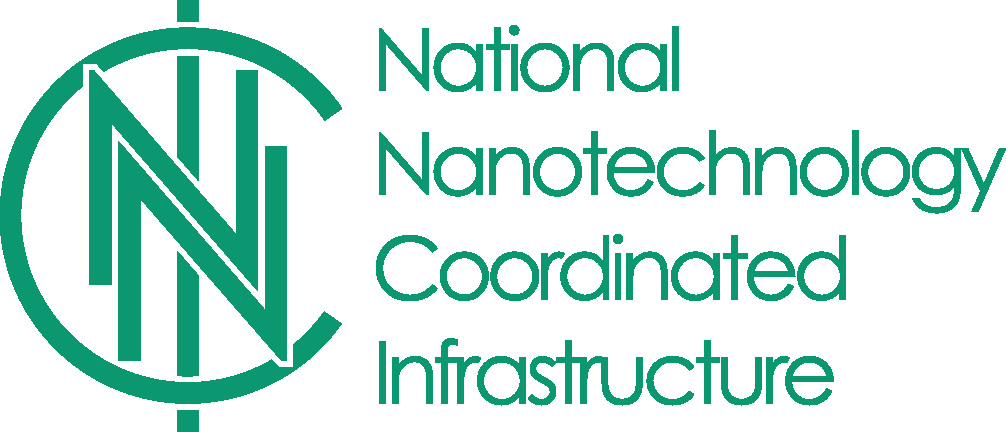 National
Nanotechnology
Coordinated
Infrastructure